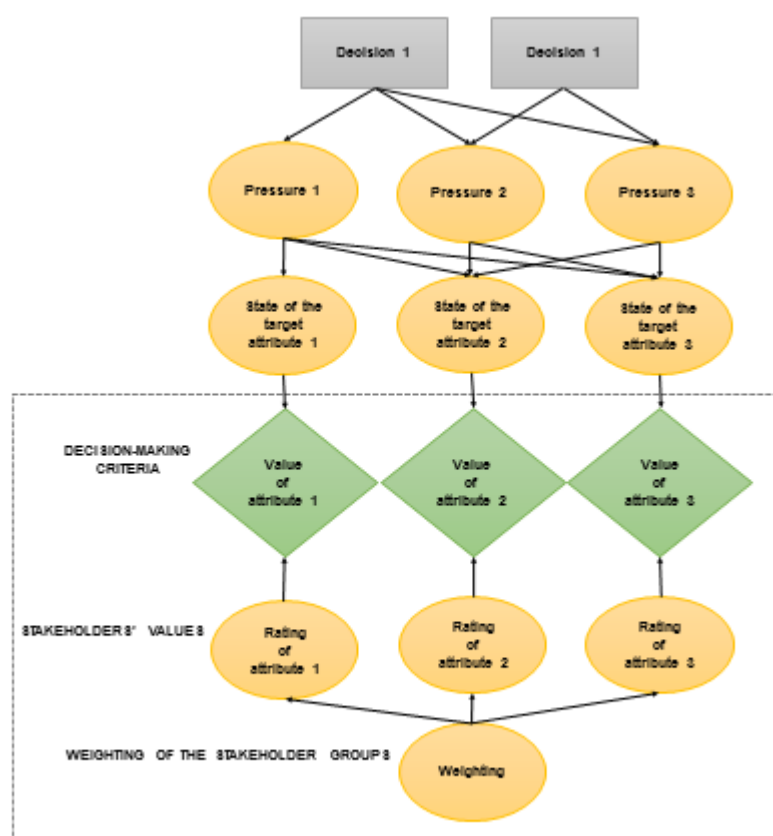 Decision 1
Decision 1
Pressure 1
Pressure 2
Pressure 3
State of the
target
attribute 1
State of the
target
attribute 2
State of the
target
attribute 3
DECISION-MAKING
CRITERIA
Value
of
attribute 1
Value
of
attribute 2
Value
of
attribute 3
STAKEHOLDERS' VALUES
Rating
of
attribute 1
Rating
of
attribute 2
Rating
of
attribute 3
WEIGHTING OF THE STAKEHOLDER GROUPS
Weighting